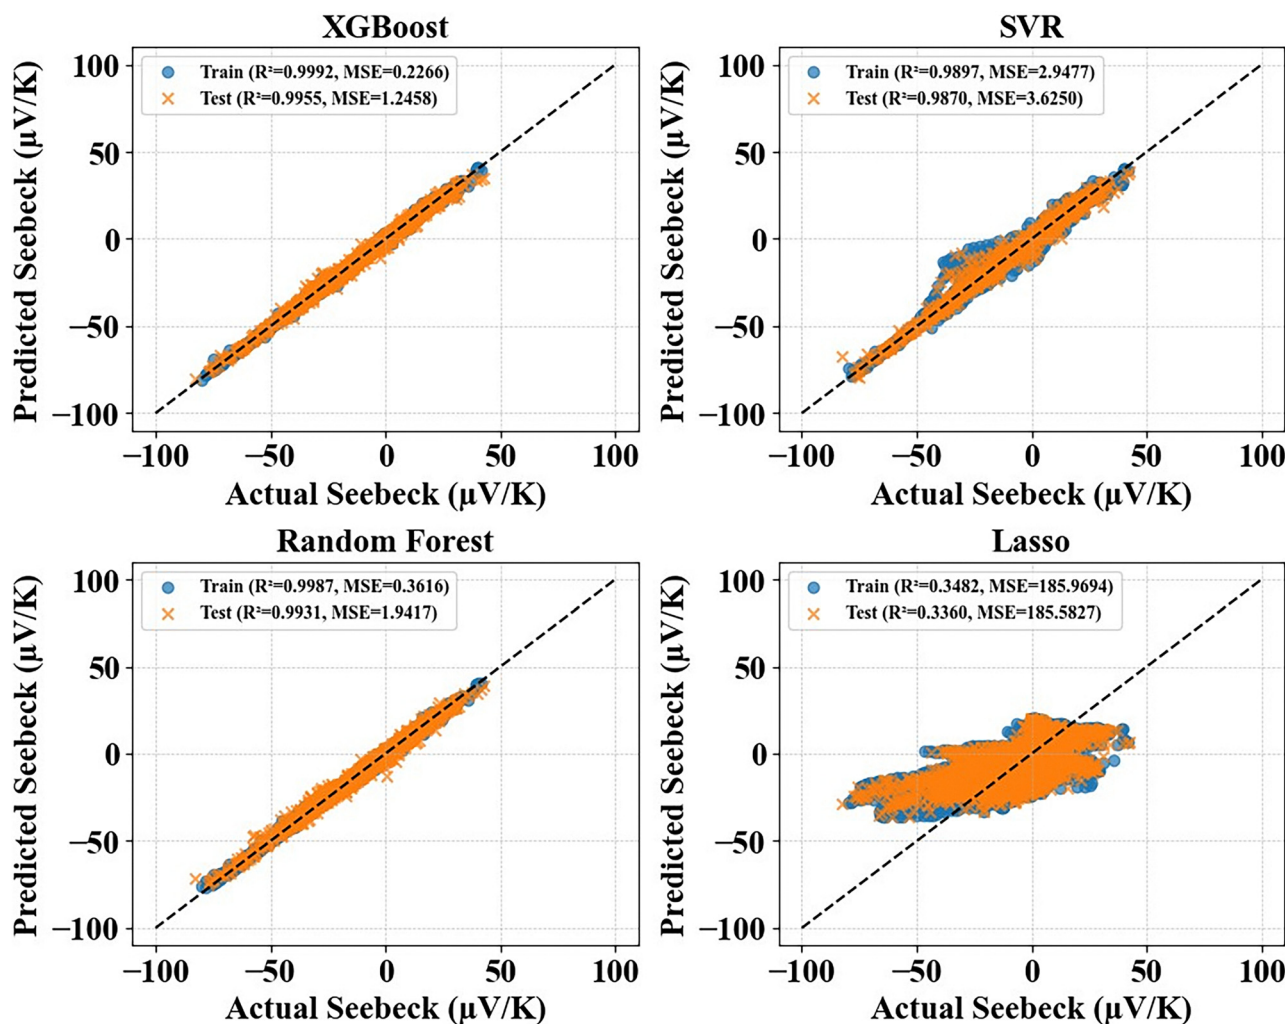 XGBoost
Train (R²=0.9992, MSE=0.2266)
Test (R²=0.9955, MSE=1.2458)
Predicted Seebeck (µV/K)
100
50
0
−50
−100
−100
−50
0
50
100
Actual Seebeck (µV/K)
SVR
Train (R²=0.9897, MSE=2.9477)
Test (R²=0.9870, MSE=3.6250)
Predicted Seebeck (µV/K)
100
50
0
−50
−100
−100
−50
0
50
100
Actual Seebeck (µV/K)
Random Forest
Train (R²=0.9987, MSE=0.3616)
Test (R²=0.9931, MSE=1.9417)
Predicted Seebeck (µV/K)
100
50
0
−50
−100
−100
−50
0
50
100
Actual Seebeck (µV/K)
Lasso
Train (R²=0.3482, MSE=185.9694)
Test (R²=0.3360, MSE=185.5827)
Predicted Seebeck (µV/K)
100
50
0
−50
−100
−100
−50
0
50
100
Actual Seebeck (µV/K)